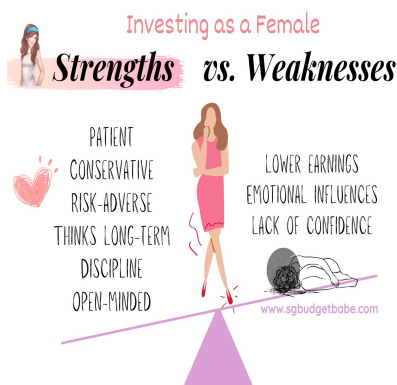 Investing as a Female
Strengths vs. Weaknesses
PATIENT
CONSERVATIVE
RISK-ADVERSE
THINKS LONG-TERM
DISCIPLINE
OPEN-MINDED
LOWER EARNINGS
EMOTIONAL INFLUENCES
LACK OF CONFIDENCE
www.sgbudgetbabe.com